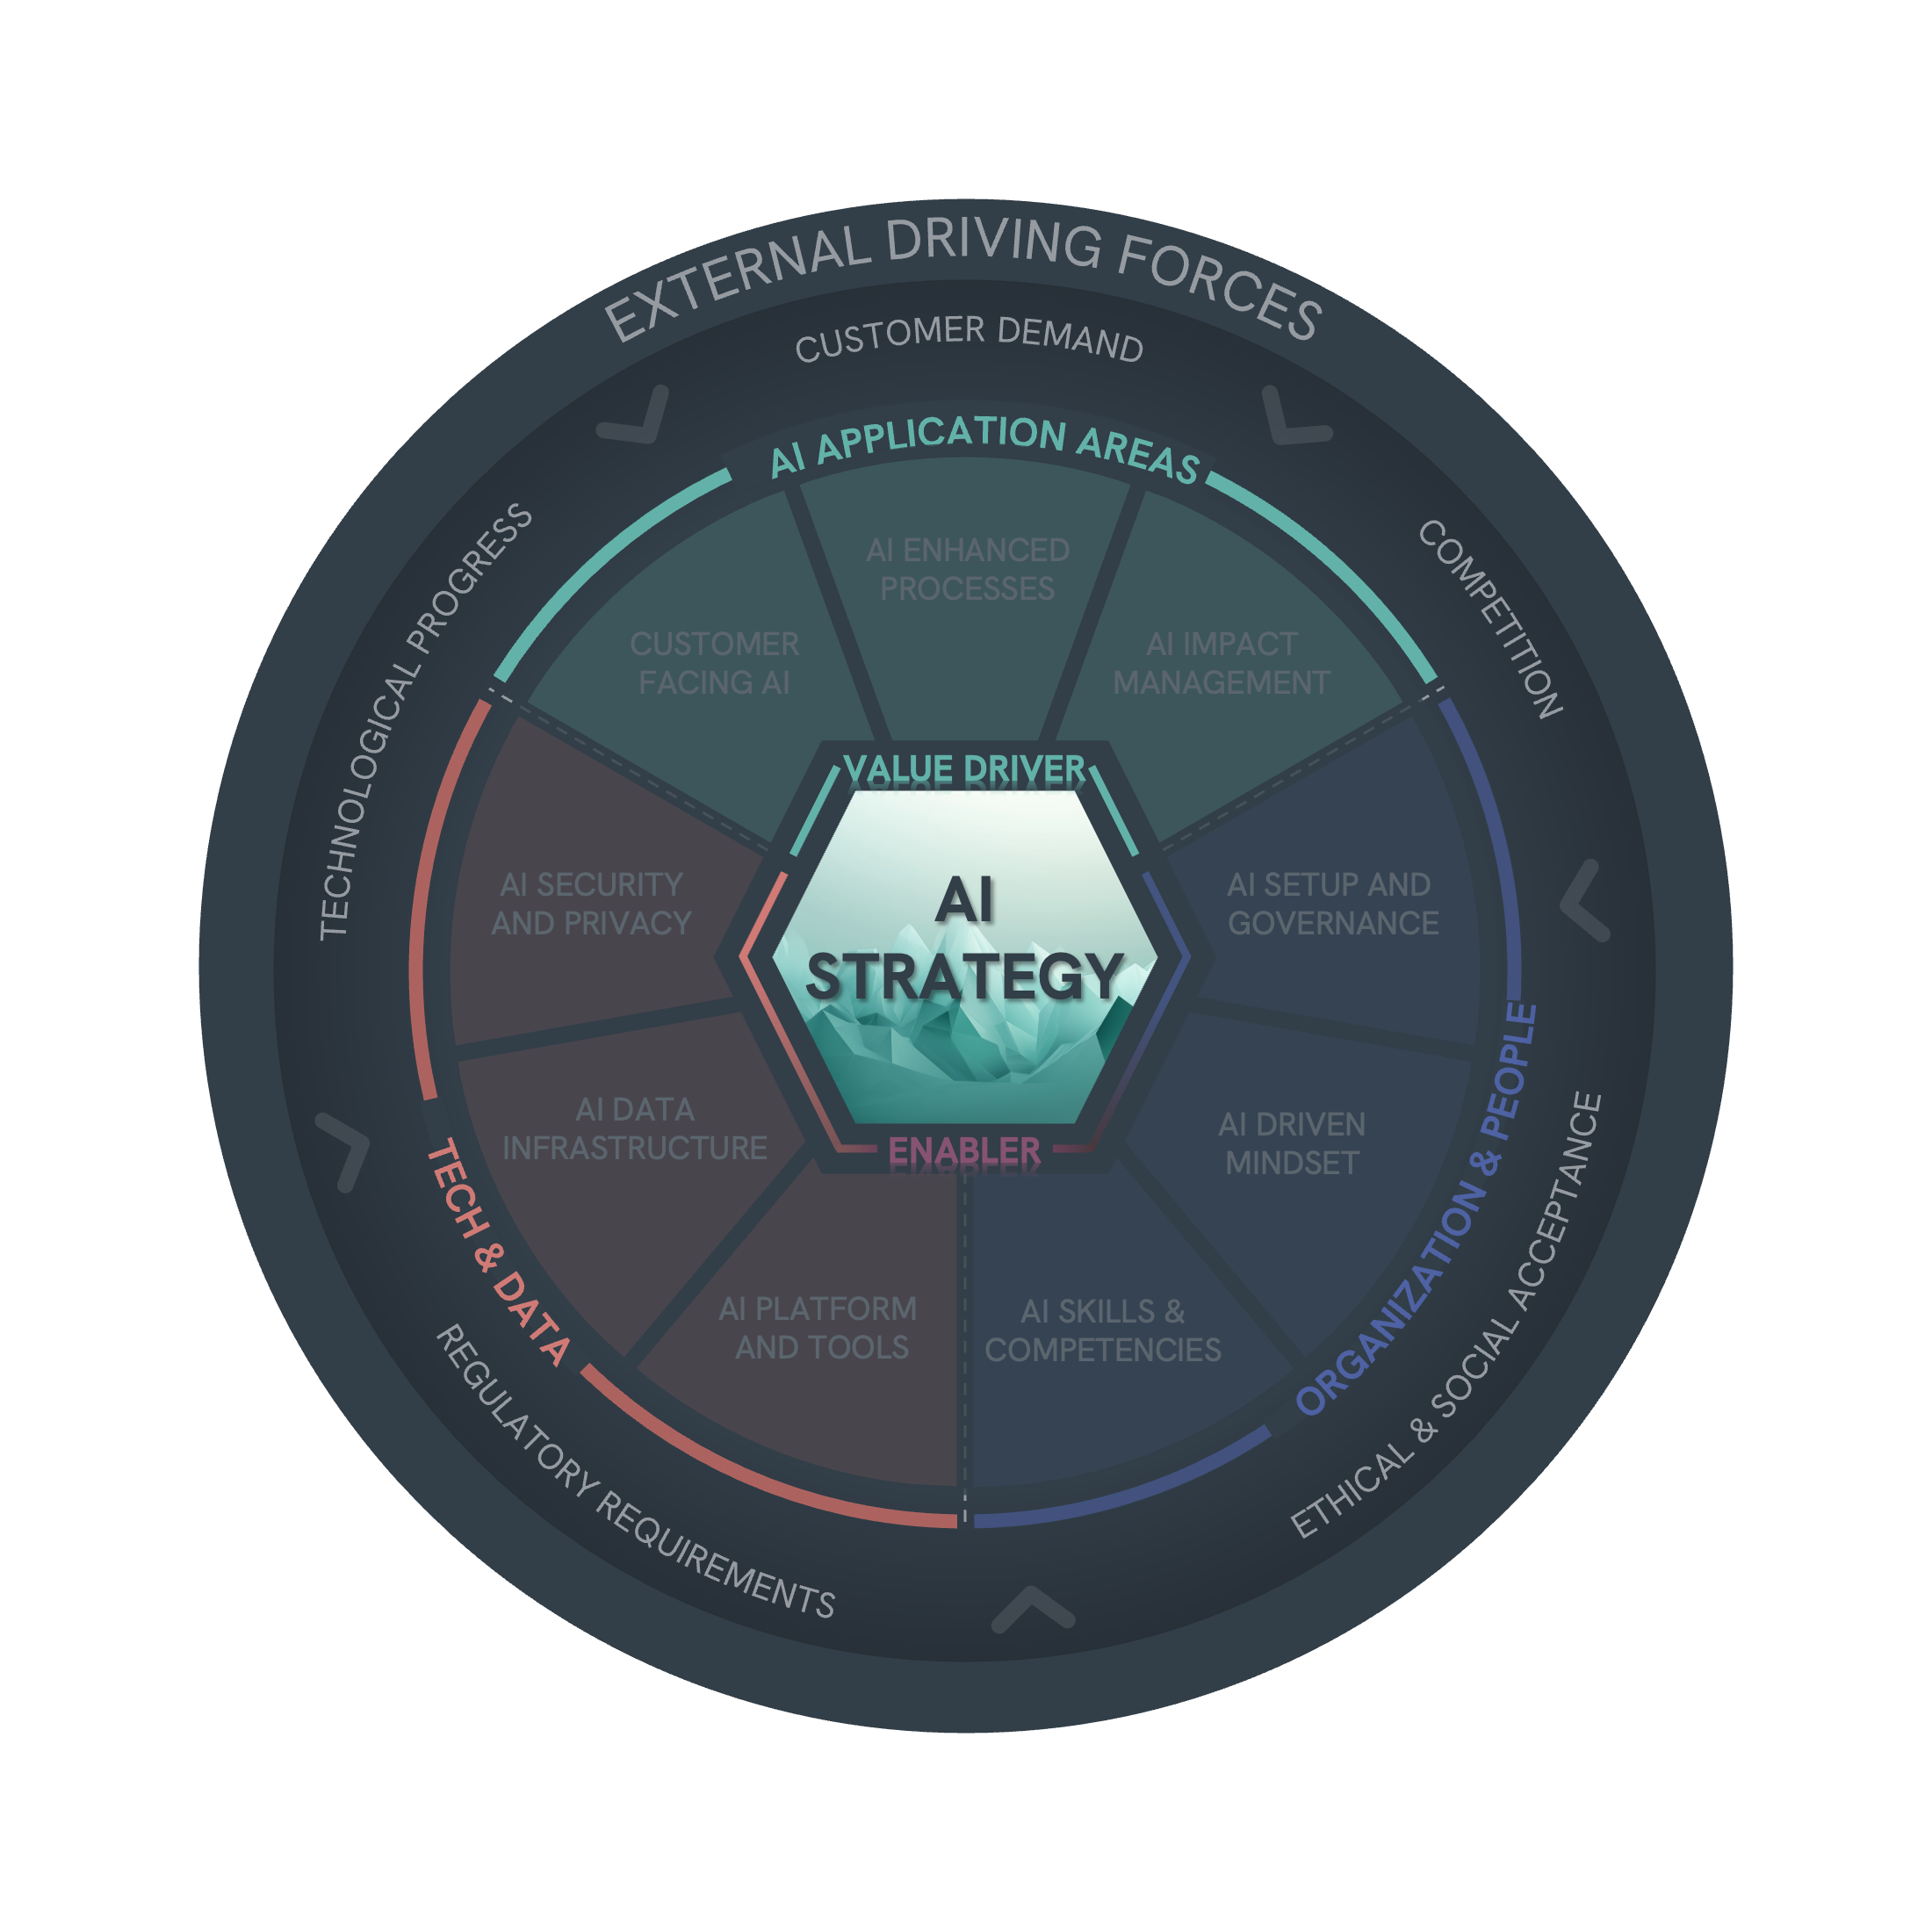 EXTERNAL DRIVING FORCES
CUSTOMER DEMAND
COMPETITION
ETHICAL & SOCIAL ACCEPTANCE
REGULATORY REQUIREMENTS
TECHNOLOGICAL PROGRESS
AI APPLICATION AREAS
CUSTOMER
FACING AI
AI ENHANCED
PROCESSES
AI IMPACT
MANAGEMENT
ORGANIZATION & PEOPLE
AI SETUP AND
GOVERNANCE
AI DRIVEN
MINDSET
AI SKILLS &
COMPETENCIES
TECH & DATA
AI SECURITY
AND PRIVACY
AI DATA
INFRASTRUCTURE
AI PLATFORM
AND TOOLS
VALUE DRIVER
AI
STRATEGY
ENABLER